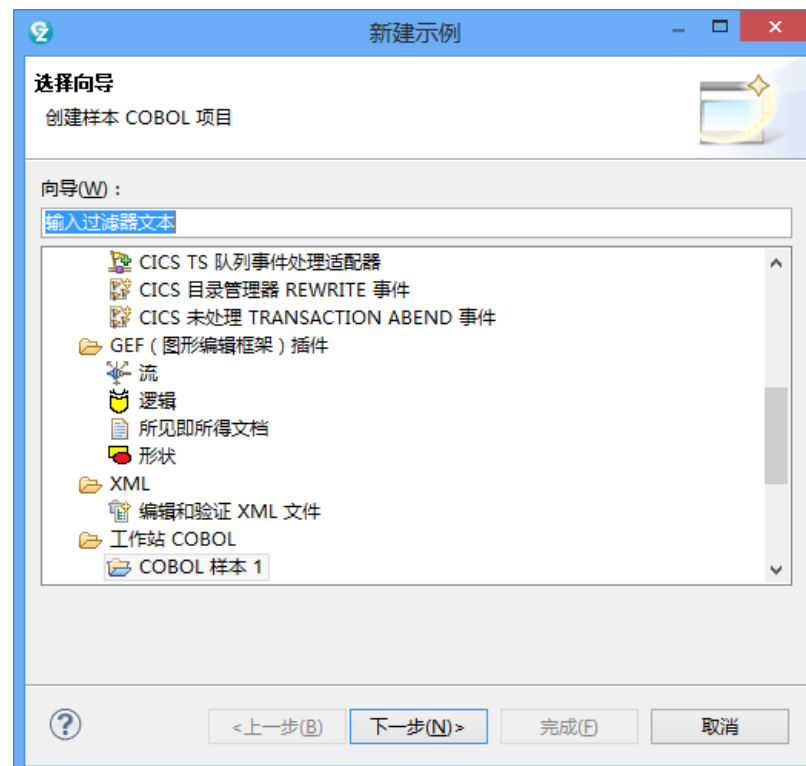 新建示例
选择向导
创建样本 COBOL 项目
向导(W)：
输入过滤器文本
CICS TS 队列事件处理适配器
CICS 目录管理器 REWRITE 事件
CICS 未处理 TRANSACTION ABEND 事件
GEF（图形编辑框架）插件
流
逻辑
所见即所得文档
形状
XML
编辑和验证 XML 文件
工作站 COBOL
COBOL 样本 1
<上一步(B) 下一步(N)> 完成(F) 取消